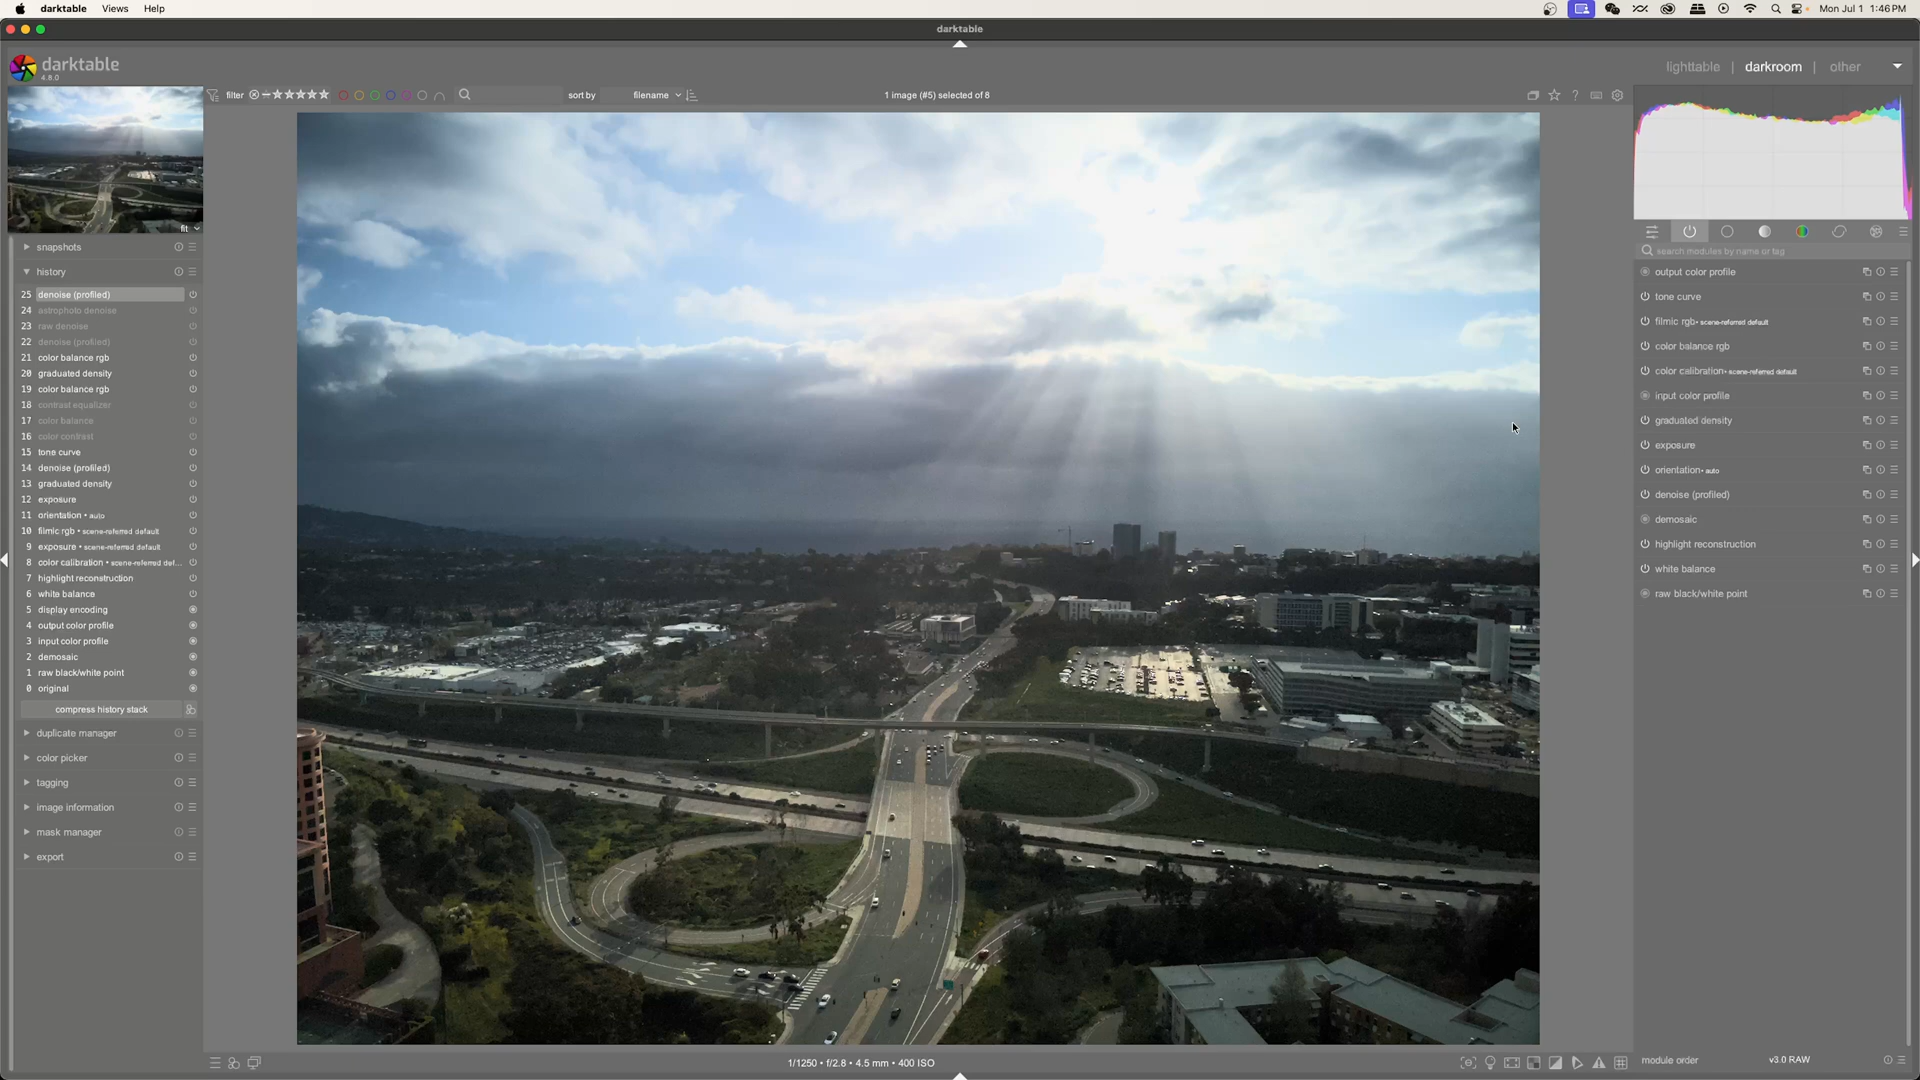 darktable Views Help
Mon Jul 1 1:46 PM
darktable
darktable
4.8.0
lighttable | darkroom | other
filter
sort by filename
1 image (#5) selected of 8
fit
snapshots
history
25 denoise (profiled)
24 astrophoto denoise
23 raw denoise
22 denoise (profiled)
21 color balance rgb
20 graduated density
19 color balance rgb
18 contrast equalizer
17 color balance
16 color contrast
15 tone curve
14 denoise (profiled)
13 graduated density
12 exposure
11 orientation • auto
10 filmic rgb • scene-referred default
9 exposure • scene-referred default
8 color calibration • scene-referred def...
7 highlight reconstruction
6 white balance
5 display encoding
4 output color profile
3 input color profile
2 demosaic
1 raw black/white point
0 original
compress history stack
duplicate manager
color picker
tagging
image information
mask manager
export
search modules by name or tag
output color profile
tone curve
filmic rgb• scene-referred default
color balance rgb
color calibration• scene-referred default
input color profile
graduated density
exposure
orientation• auto
denoise (profiled)
demosaic
highlight reconstruction
white balance
raw black/white point
1/1250 • f/2.8 • 4.5 mm • 400 ISO
module order v3.0 RAW